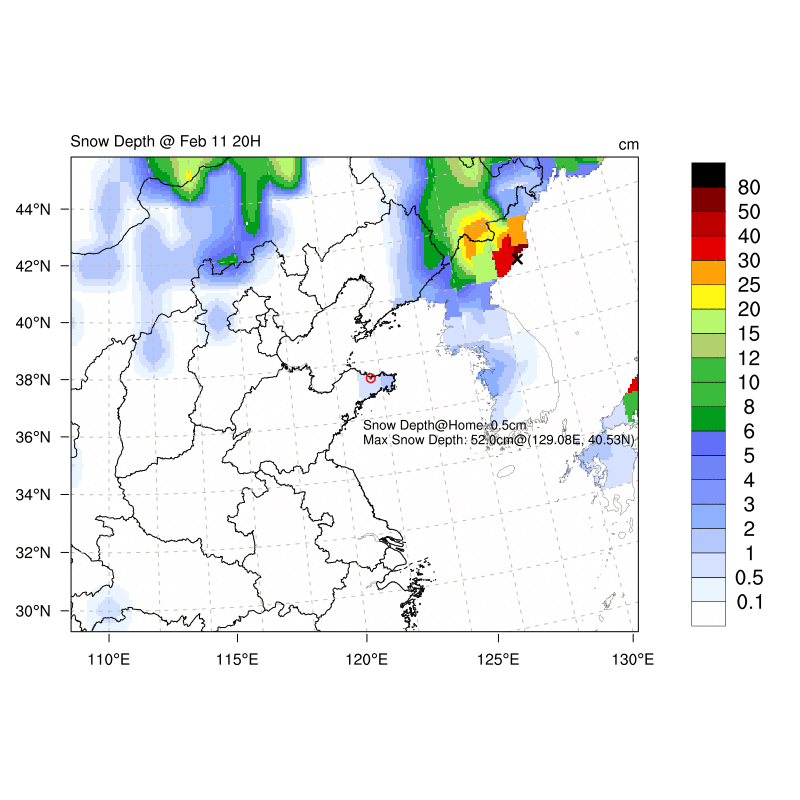 Snow Depth @ Feb 11 20H
cm
44°N
42°N
40°N
38°N
36°N
34°N
32°N
30°N
110°E
115°E
120°E
125°E
130°E
Snow Depth@Home: 0.5cm
Max Snow Depth: 52.0cm@(129.08E, 40.53N)
80
50
40
30
25
20
15
12
10
8
6
5
4
3
2
1
0.5
0.1